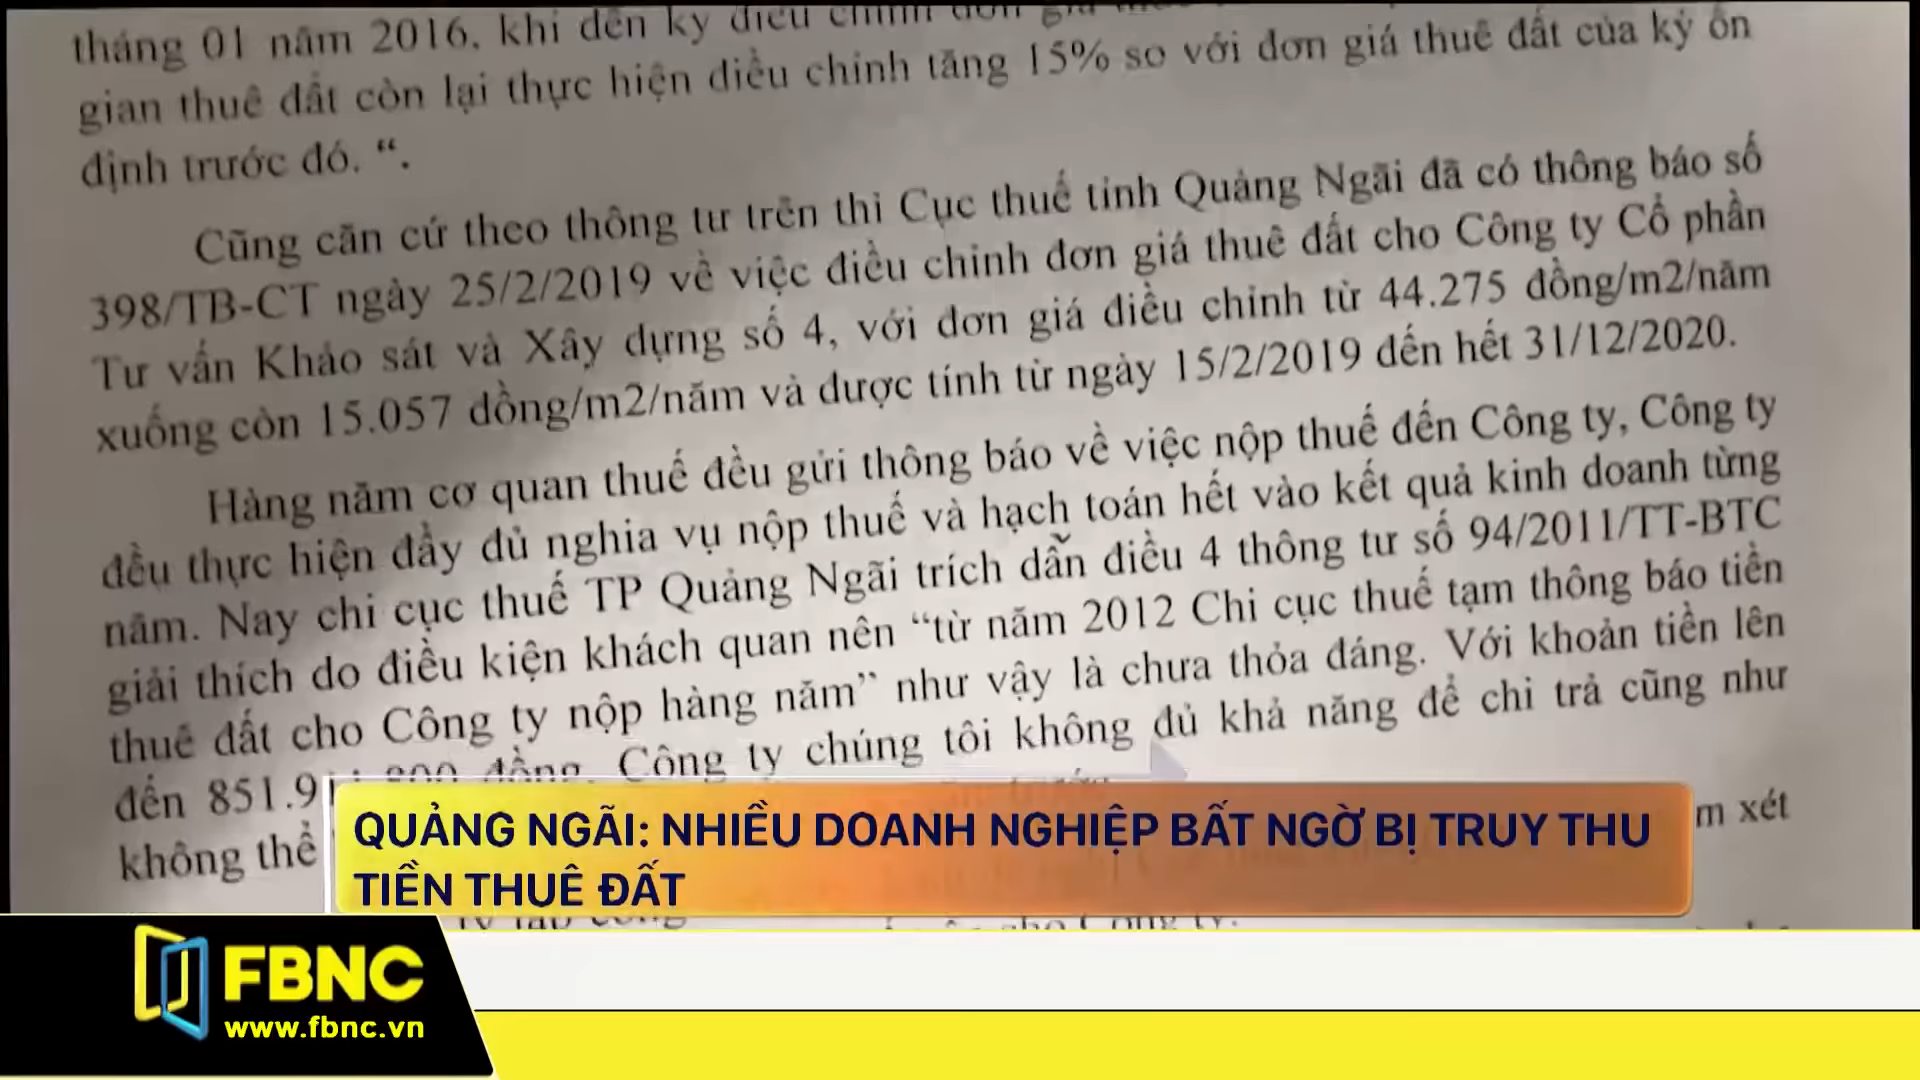 tháng 01 năm 2016, khi đến kỳ điều chỉnh đơn giá
gian thuê đất còn lại thực hiện điều chỉnh tăng 15% so với đơn giá thuê đất của kỳ ổn
định trước đó. “.
Cũng căn cứ theo thông tư trên thì Cục thuế tỉnh Quảng Ngãi đã có thông báo số
398/TB-CT ngày 25/2/2019 về việc điều chỉnh đơn giá thuê đất cho Công ty Cổ phần
Tư vấn Khảo sát và Xây dựng số 4, với đơn giá điều chỉnh từ 44.275 đồng/m2/năm
xuống còn 15.057 đồng/m2/năm và được tính từ ngày 15/2/2019 đến hết 31/12/2020.
Hàng năm cơ quan thuế đều gửi thông báo về việc nộp thuế đến Công ty, Công ty
đều thực hiện đầy đủ nghĩa vụ nộp thuế và hạch toán hết vào kết quả kinh doanh từng
năm. Nay chi cục thuế TP Quảng Ngãi trích dẫn điều 4 thông tư số 94/2011/TT-BTC
giải thích do điều kiện khách quan nên “từ năm 2012 Chi cục thuế tạm thông báo tiền
thuê đất cho Công ty nộp hàng năm” như vậy là chưa thỏa đáng. Với khoản tiền lên
đến 851.9 đồng. Công ty chúng tôi không đủ khả năng để chi trả cũng như
không thể xét
QUẢNG NGÃI: NHIỀU DOANH NGHIỆP BẤT NGỜ BỊ TRUY THU
TIỀN THUÊ ĐẤT
cho Công ty.
FBNC
www.fbnc.vn